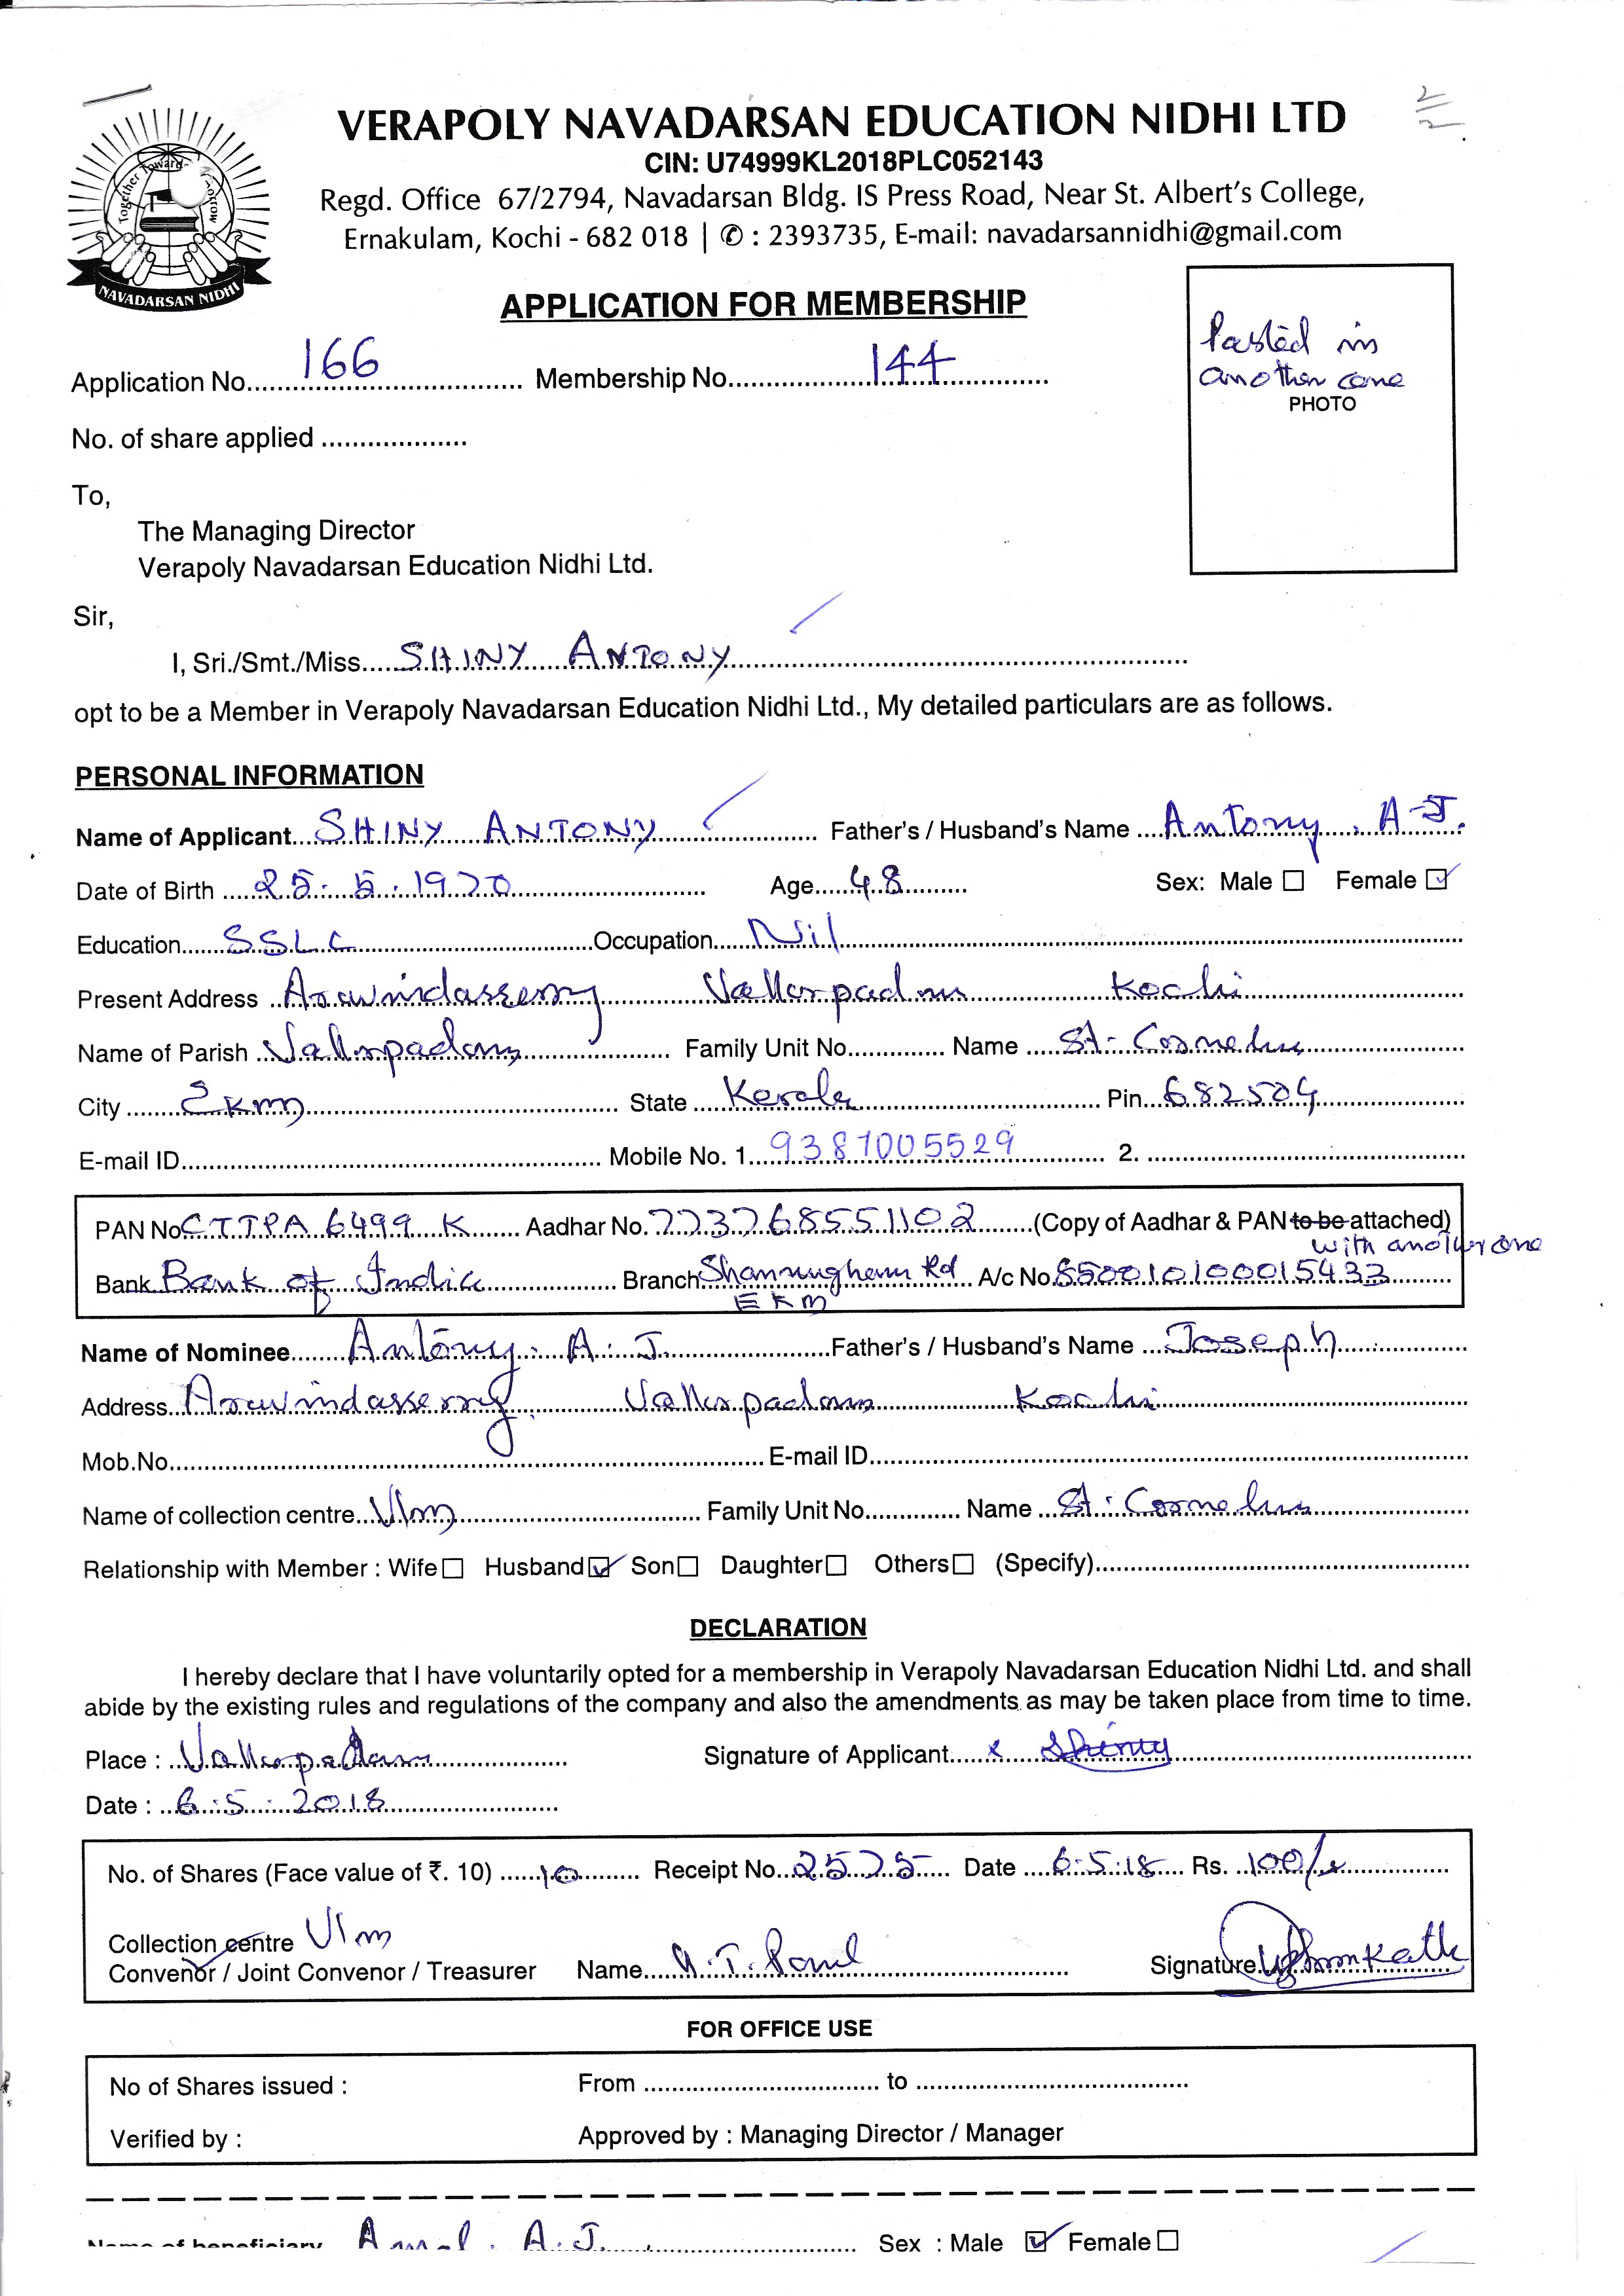 VERAPOLY NAVADARSAN EDUCATION NIDHI LTD
CIN: U74999KL2018PLC052143
Regd. Office 67/2794, Navadarsan Bldg. IS Press Road, Near St. Albert's College,
Ernakulam, Kochi - 682 018 | ✆ : 2393735, E-mail: navadarsannidhi@gmail.com
Together Towards
NAVADARSAN NIDHI
APPLICATION FOR MEMBERSHIP
Pasted in
another
PHOTO
Application No. 166 Membership No. 144
No. of share applied ...................
To,
The Managing Director
Verapoly Navadarsan Education Nidhi Ltd.
Sir,
I, Sri./Smt./Miss. SHINY ANTONY
opt to be a Member in Verapoly Navadarsan Education Nidhi Ltd., My detailed particulars are as follows.
PERSONAL INFORMATION
Name of Applicant SHINY ANTONY Father's / Husband's Name Antony . A-J.
Date of Birth 25. 5. 1970 Age 48 Sex: Male ☐ Female ☑
Education SSLC Occupation Nil
Present Address Aravindassery Vallarpadam Kochi
Name of Parish Vallarpadam Family Unit No. Name St. Cornelius
City Ekm State Kerala Pin 682504
E-mail ID Mobile No. 1. 9387005529 2.
PAN No CTTPA 6499 K Aadhar No. 773768551102 (Copy of Aadhar & PAN to be attached)
with another one
Bank Bank of India Branch Shanmugham Rd A/c No. 850010100015433
EKM
Name of Nominee Antony. A. J. Father's / Husband's Name Joseph
Address Aravindassery Vallarpadam Kochi
Mob.No. E-mail ID
Name of collection centre Vlm Family Unit No. Name St. Cornelius
Relationship with Member : Wife ☐ Husband ☑ Son ☐ Daughter ☐ Others ☐ (Specify)
DECLARATION
I hereby declare that I have voluntarily opted for a membership in Verapoly Navadarsan Education Nidhi Ltd. and shall
abide by the existing rules and regulations of the company and also the amendments as may be taken place from time to time.
Place : Vallarpadam Signature of Applicant x Shiny
Date : 6.5. 2018
No. of Shares (Face value of ₹. 10) 10 Receipt No. 2575 Date 6.5.18 Rs. 100/-
Collection centre Vlm
Convenor / Joint Convenor / Treasurer Name Paul Signature
FOR OFFICE USE
No of Shares issued : From to
Verified by : Approved by : Managing Director / Manager
Name of beneficiary Amal. A.J. Sex : Male ☑ Female ☐